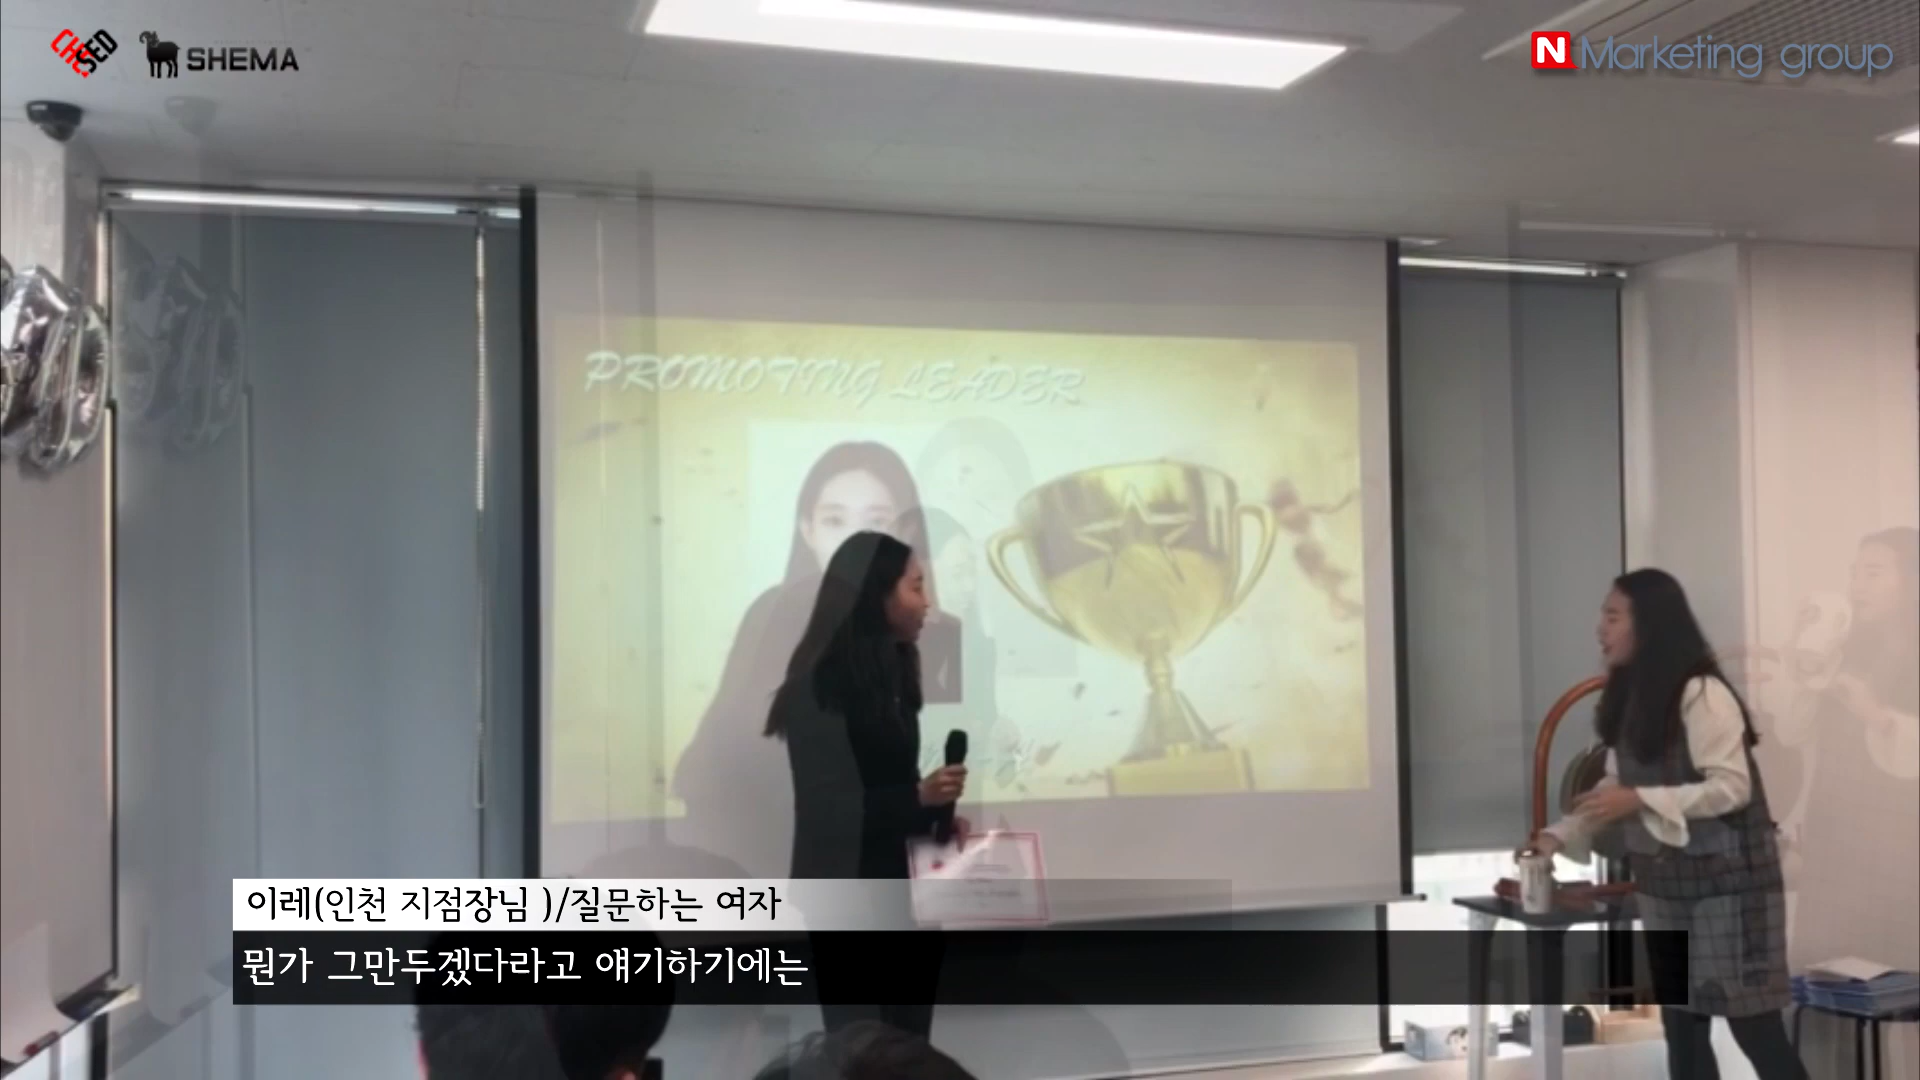 CHESED
SHEMA
N Marketing group
PROMOTING LEADER
이레(인천 지점장님 )/질문하는 여자
뭔가 그만두겠다라고 얘기하기에는